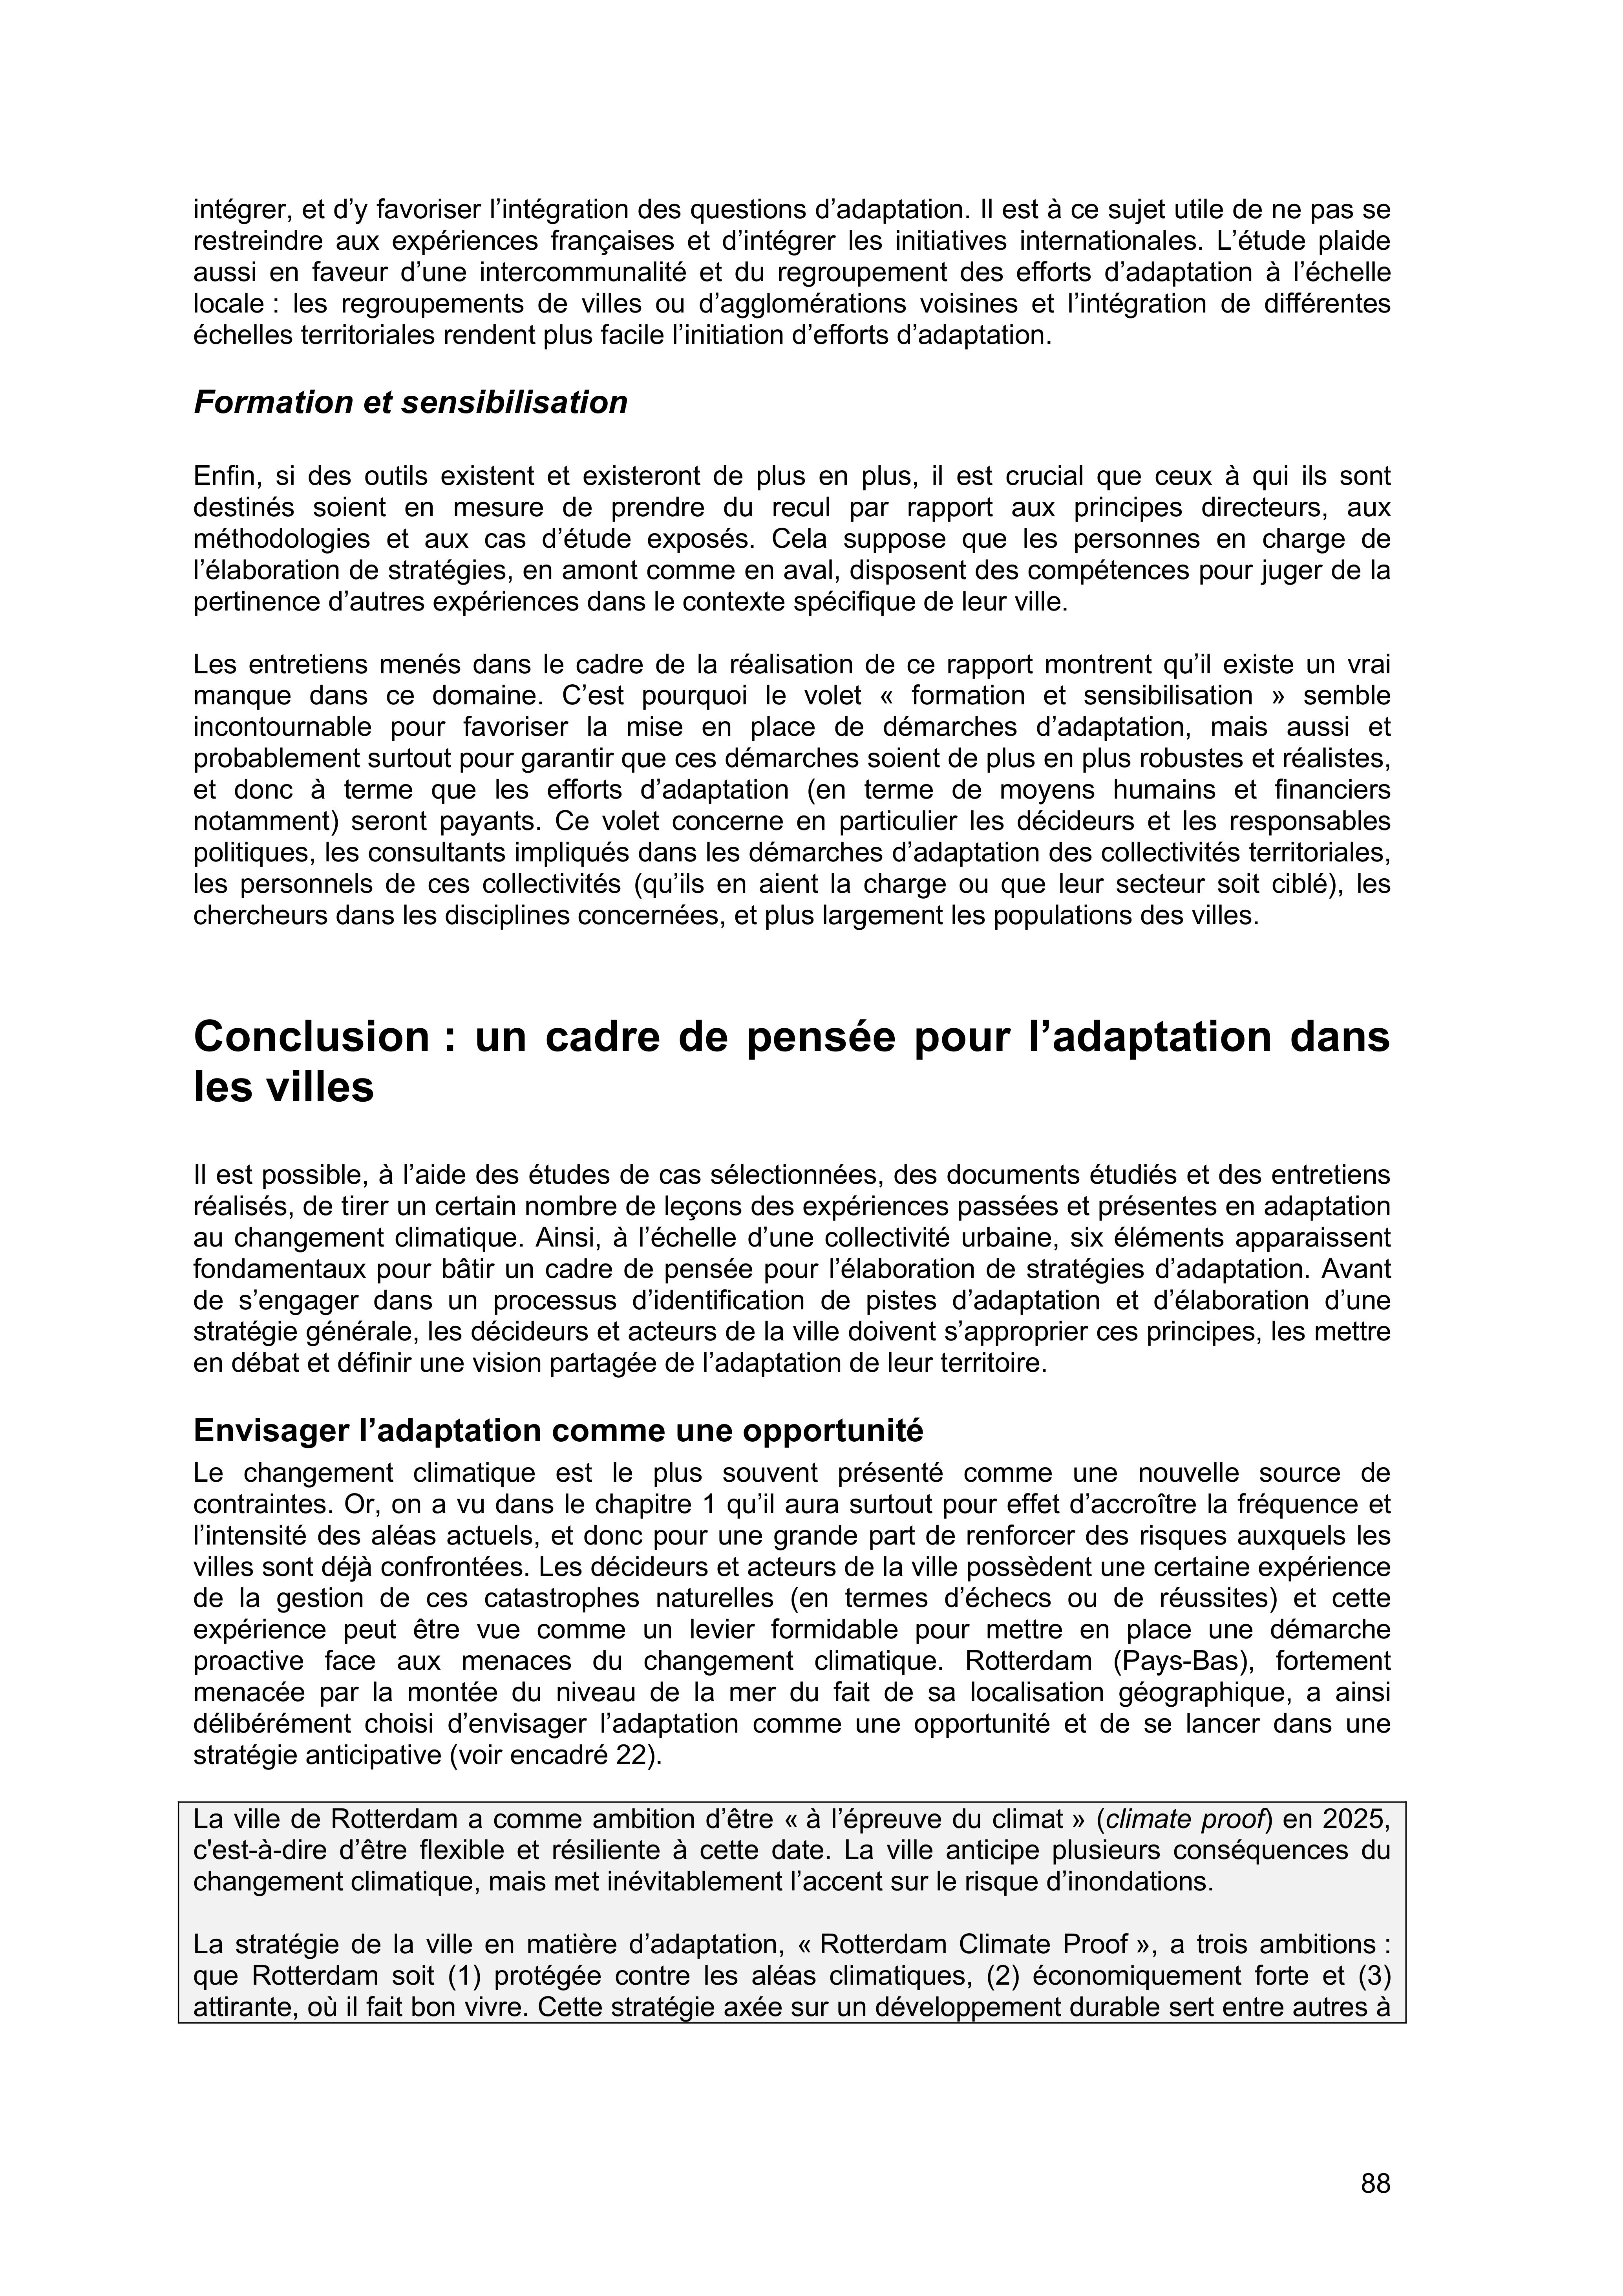 intégrer, et d’y favoriser l’intégration des questions d’adaptation. Il est à ce sujet utile de ne pas se
restreindre aux expériences françaises et d’intégrer les initiatives internationales. L’étude plaide
aussi en faveur d’une intercommunalité et du regroupement des efforts d’adaptation à l’échelle
locale : les regroupements de villes ou d’agglomérations voisines et l’intégration de différentes
échelles territoriales rendent plus facile l’initiation d’efforts d’adaptation.
Formation et sensibilisation
Enfin, si des outils existent et existeront de plus en plus, il est crucial que ceux à qui ils sont
destinés soient en mesure de prendre du recul par rapport aux principes directeurs, aux
méthodologies et aux cas d’étude exposés. Cela suppose que les personnes en charge de
l’élaboration de stratégies, en amont comme en aval, disposent des compétences pour juger de la
pertinence d’autres expériences dans le contexte spécifique de leur ville.
Les entretiens menés dans le cadre de la réalisation de ce rapport montrent qu’il existe un vrai
manque dans ce domaine. C’est pourquoi le volet « formation et sensibilisation » semble
incontournable pour favoriser la mise en place de démarches d’adaptation, mais aussi et
probablement surtout pour garantir que ces démarches soient de plus en plus robustes et réalistes,
et donc à terme que les efforts d’adaptation (en terme de moyens humains et financiers
notamment) seront payants. Ce volet concerne en particulier les décideurs et les responsables
politiques, les consultants impliqués dans les démarches d’adaptation des collectivités territoriales,
les personnels de ces collectivités (qu’ils en aient la charge ou que leur secteur soit ciblé), les
chercheurs dans les disciplines concernées, et plus largement les populations des villes.
Conclusion : un cadre de pensée pour l’adaptation dans
les villes
Il est possible, à l’aide des études de cas sélectionnées, des documents étudiés et des entretiens
réalisés, de tirer un certain nombre de leçons des expériences passées et présentes en adaptation
au changement climatique. Ainsi, à l’échelle d’une collectivité urbaine, six éléments apparaissent
fondamentaux pour bâtir un cadre de pensée pour l’élaboration de stratégies d’adaptation. Avant
de s’engager dans un processus d’identification de pistes d’adaptation et d’élaboration d’une
stratégie générale, les décideurs et acteurs de la ville doivent s’approprier ces principes, les mettre
en débat et définir une vision partagée de l’adaptation de leur territoire.
Envisager l’adaptation comme une opportunité
Le changement climatique est le plus souvent présenté comme une nouvelle source de
contraintes. Or, on a vu dans le chapitre 1 qu’il aura surtout pour effet d’accroître la fréquence et
l’intensité des aléas actuels, et donc pour une grande part de renforcer des risques auxquels les
villes sont déjà confrontées. Les décideurs et acteurs de la ville possèdent une certaine expérience
de la gestion de ces catastrophes naturelles (en termes d’échecs ou de réussites) et cette
expérience peut être vue comme un levier formidable pour mettre en place une démarche
proactive face aux menaces du changement climatique. Rotterdam (Pays-Bas), fortement
menacée par la montée du niveau de la mer du fait de sa localisation géographique, a ainsi
délibérément choisi d’envisager l’adaptation comme une opportunité et de se lancer dans une
stratégie anticipative (voir encadré 22).
La ville de Rotterdam a comme ambition d’être « à l’épreuve du climat » (climate proof) en 2025,
c'est-à-dire d’être flexible et résiliente à cette date. La ville anticipe plusieurs conséquences du
changement climatique, mais met inévitablement l’accent sur le risque d’inondations.
La stratégie de la ville en matière d’adaptation, « Rotterdam Climate Proof », a trois ambitions :
que Rotterdam soit (1) protégée contre les aléas climatiques, (2) économiquement forte et (3)
attirante, où il fait bon vivre. Cette stratégie axée sur un développement durable sert entre autres à
88